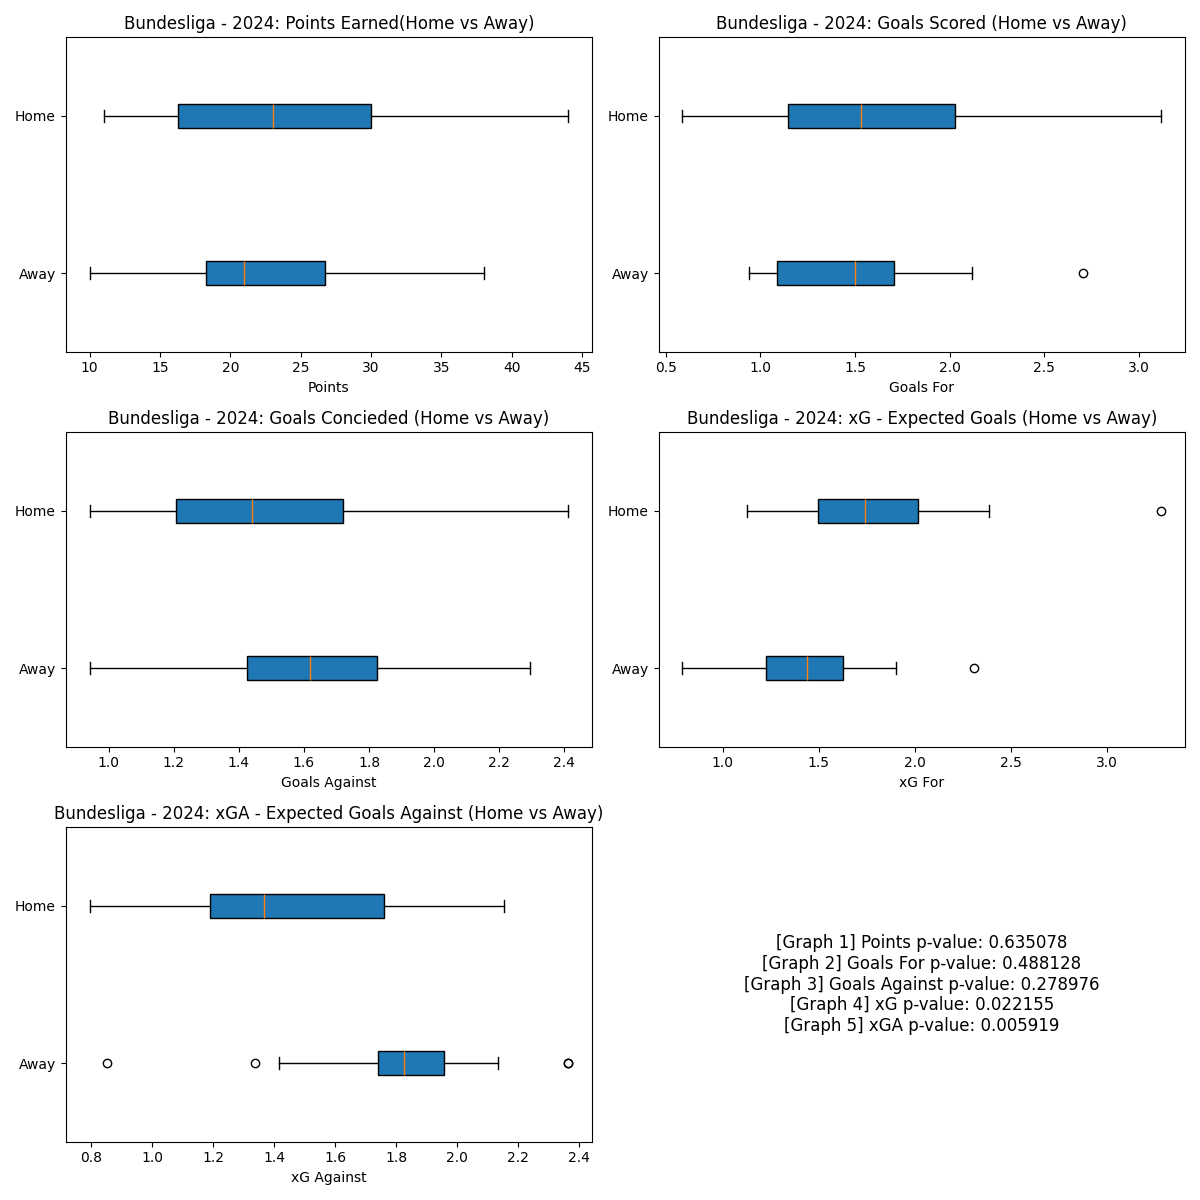 Bundesliga - 2024: Points Earned(Home vs Away)
Home
Away
10 15 20 25 30 35 40 45
Points
Bundesliga - 2024: Goals Scored (Home vs Away)
Home
Away
0.5 1.0 1.5 2.0 2.5 3.0
Goals For
Bundesliga - 2024: Goals Concieded (Home vs Away)
Home
Away
1.0 1.2 1.4 1.6 1.8 2.0 2.2 2.4
Goals Against
Bundesliga - 2024: xG - Expected Goals (Home vs Away)
Home
Away
1.0 1.5 2.0 2.5 3.0
xG For
Bundesliga - 2024: xGA - Expected Goals Against (Home vs Away)
Home
Away
0.8 1.0 1.2 1.4 1.6 1.8 2.0 2.2 2.4
xG Against
[Graph 1] Points p-value: 0.635078
[Graph 2] Goals For p-value: 0.488128
[Graph 3] Goals Against p-value: 0.278976
[Graph 4] xG p-value: 0.022155
[Graph 5] xGA p-value: 0.005919